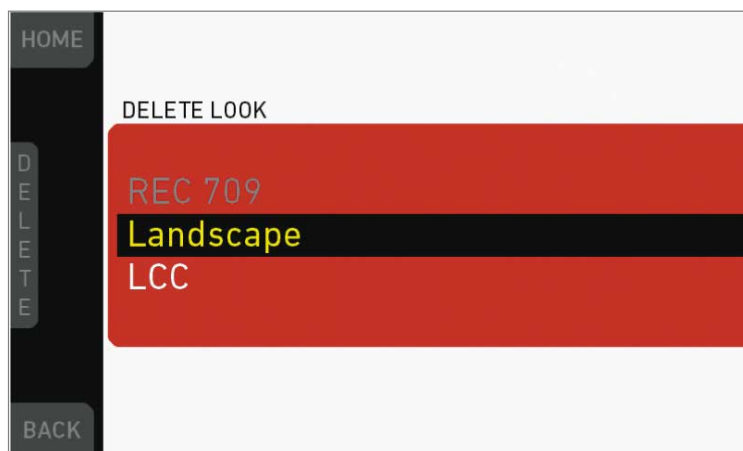 HOME
DELETE LOOK
DELETE
REC 709
Landscape
LCC
BACK